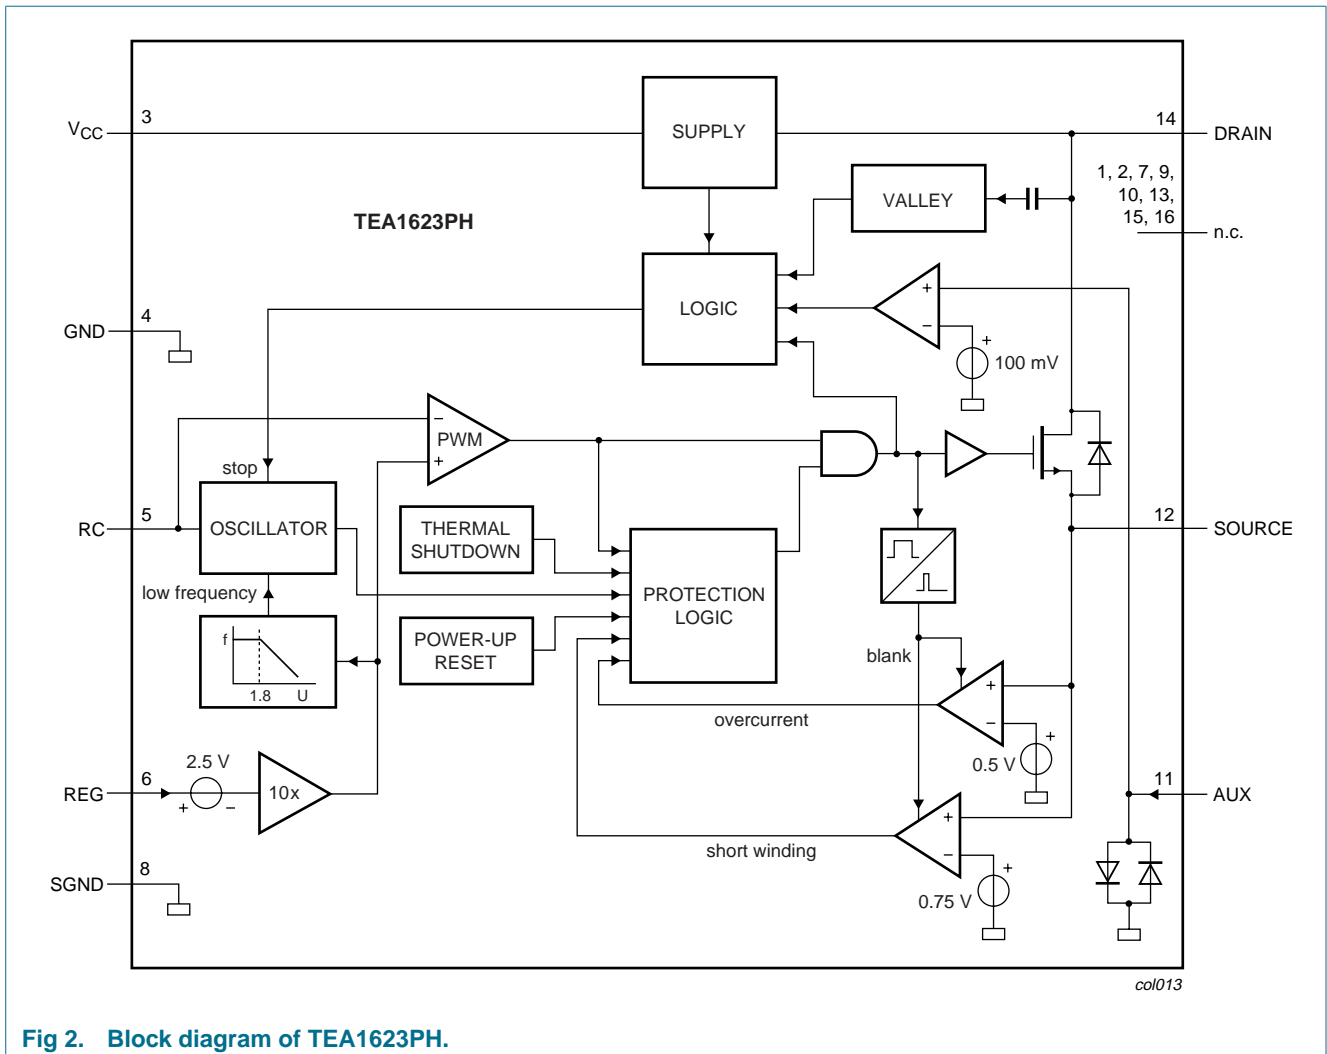 V_CC
3
SUPPLY
14
DRAIN
1, 2, 7, 9,
10, 13,
15, 16
n.c.
VALLEY
TEA1623PH
LOGIC
+
−
+
100 mV
GND
4
−
PWM
+
stop
RC
5
OSCILLATOR
THERMAL
SHUTDOWN
12
SOURCE
low frequency
PROTECTION
LOGIC
POWER-UP
RESET
f
1.8
U
blank
+
−
+
0.5 V
overcurrent
2.5 V
REG
6
+
−
10x
11
AUX
+
−
+
0.75 V
short winding
SGND
8
col013
Fig 2. Block diagram of TEA1623PH.